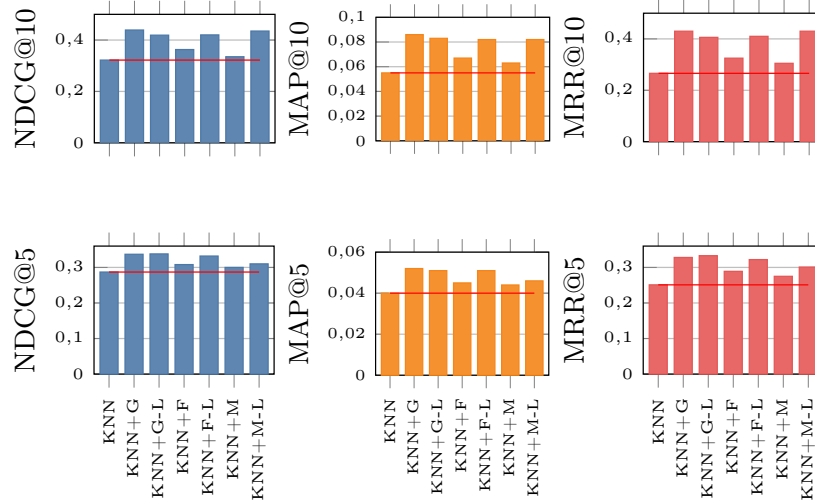 NDCG@10
0,4
0,2
0
MAP@10
0,1
0,08
0,06
0,04
0,02
0
MRR@10
0,4
0,2
0
NDCG@5
0,3
0,2
0,1
0
MAP@5
0,06
0,04
0,02
0
MRR@5
0,3
0,2
0,1
0
KNN
KNN+G
KNN+G-L
KNN+F
KNN+F-L
KNN+M
KNN+M-L
KNN
KNN+G
KNN+G-L
KNN+F
KNN+F-L
KNN+M
KNN+M-L
KNN
KNN+G
KNN+G-L
KNN+F
KNN+F-L
KNN+M
KNN+M-L